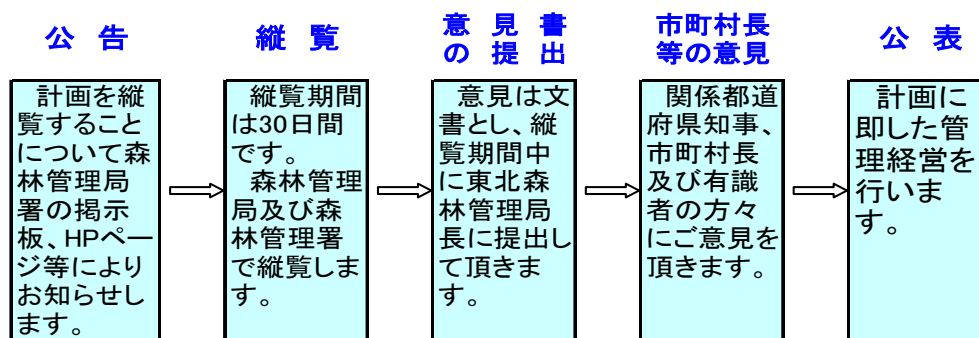 公 告
計画を縦
覧すること
について森
林管理局
署の掲示
板、HPペー
ジ等により
お知らせし
ます。
縦 覧
縦覧期間
は30日間
です。
森林管理
局及び森
林管理署
で縦覧しま
す。
意 見 書
の 提 出
意見は文
書とし、縦
覧期間中
に東北森
林管理局
長に提出し
て頂きま
す。
市町村長
等の意見
関係都道
府県知事、
市町村長
及び有識
者の方々
にご意見を
頂きます。
公 表
計画に
即した管
理経営を
行いま
す。